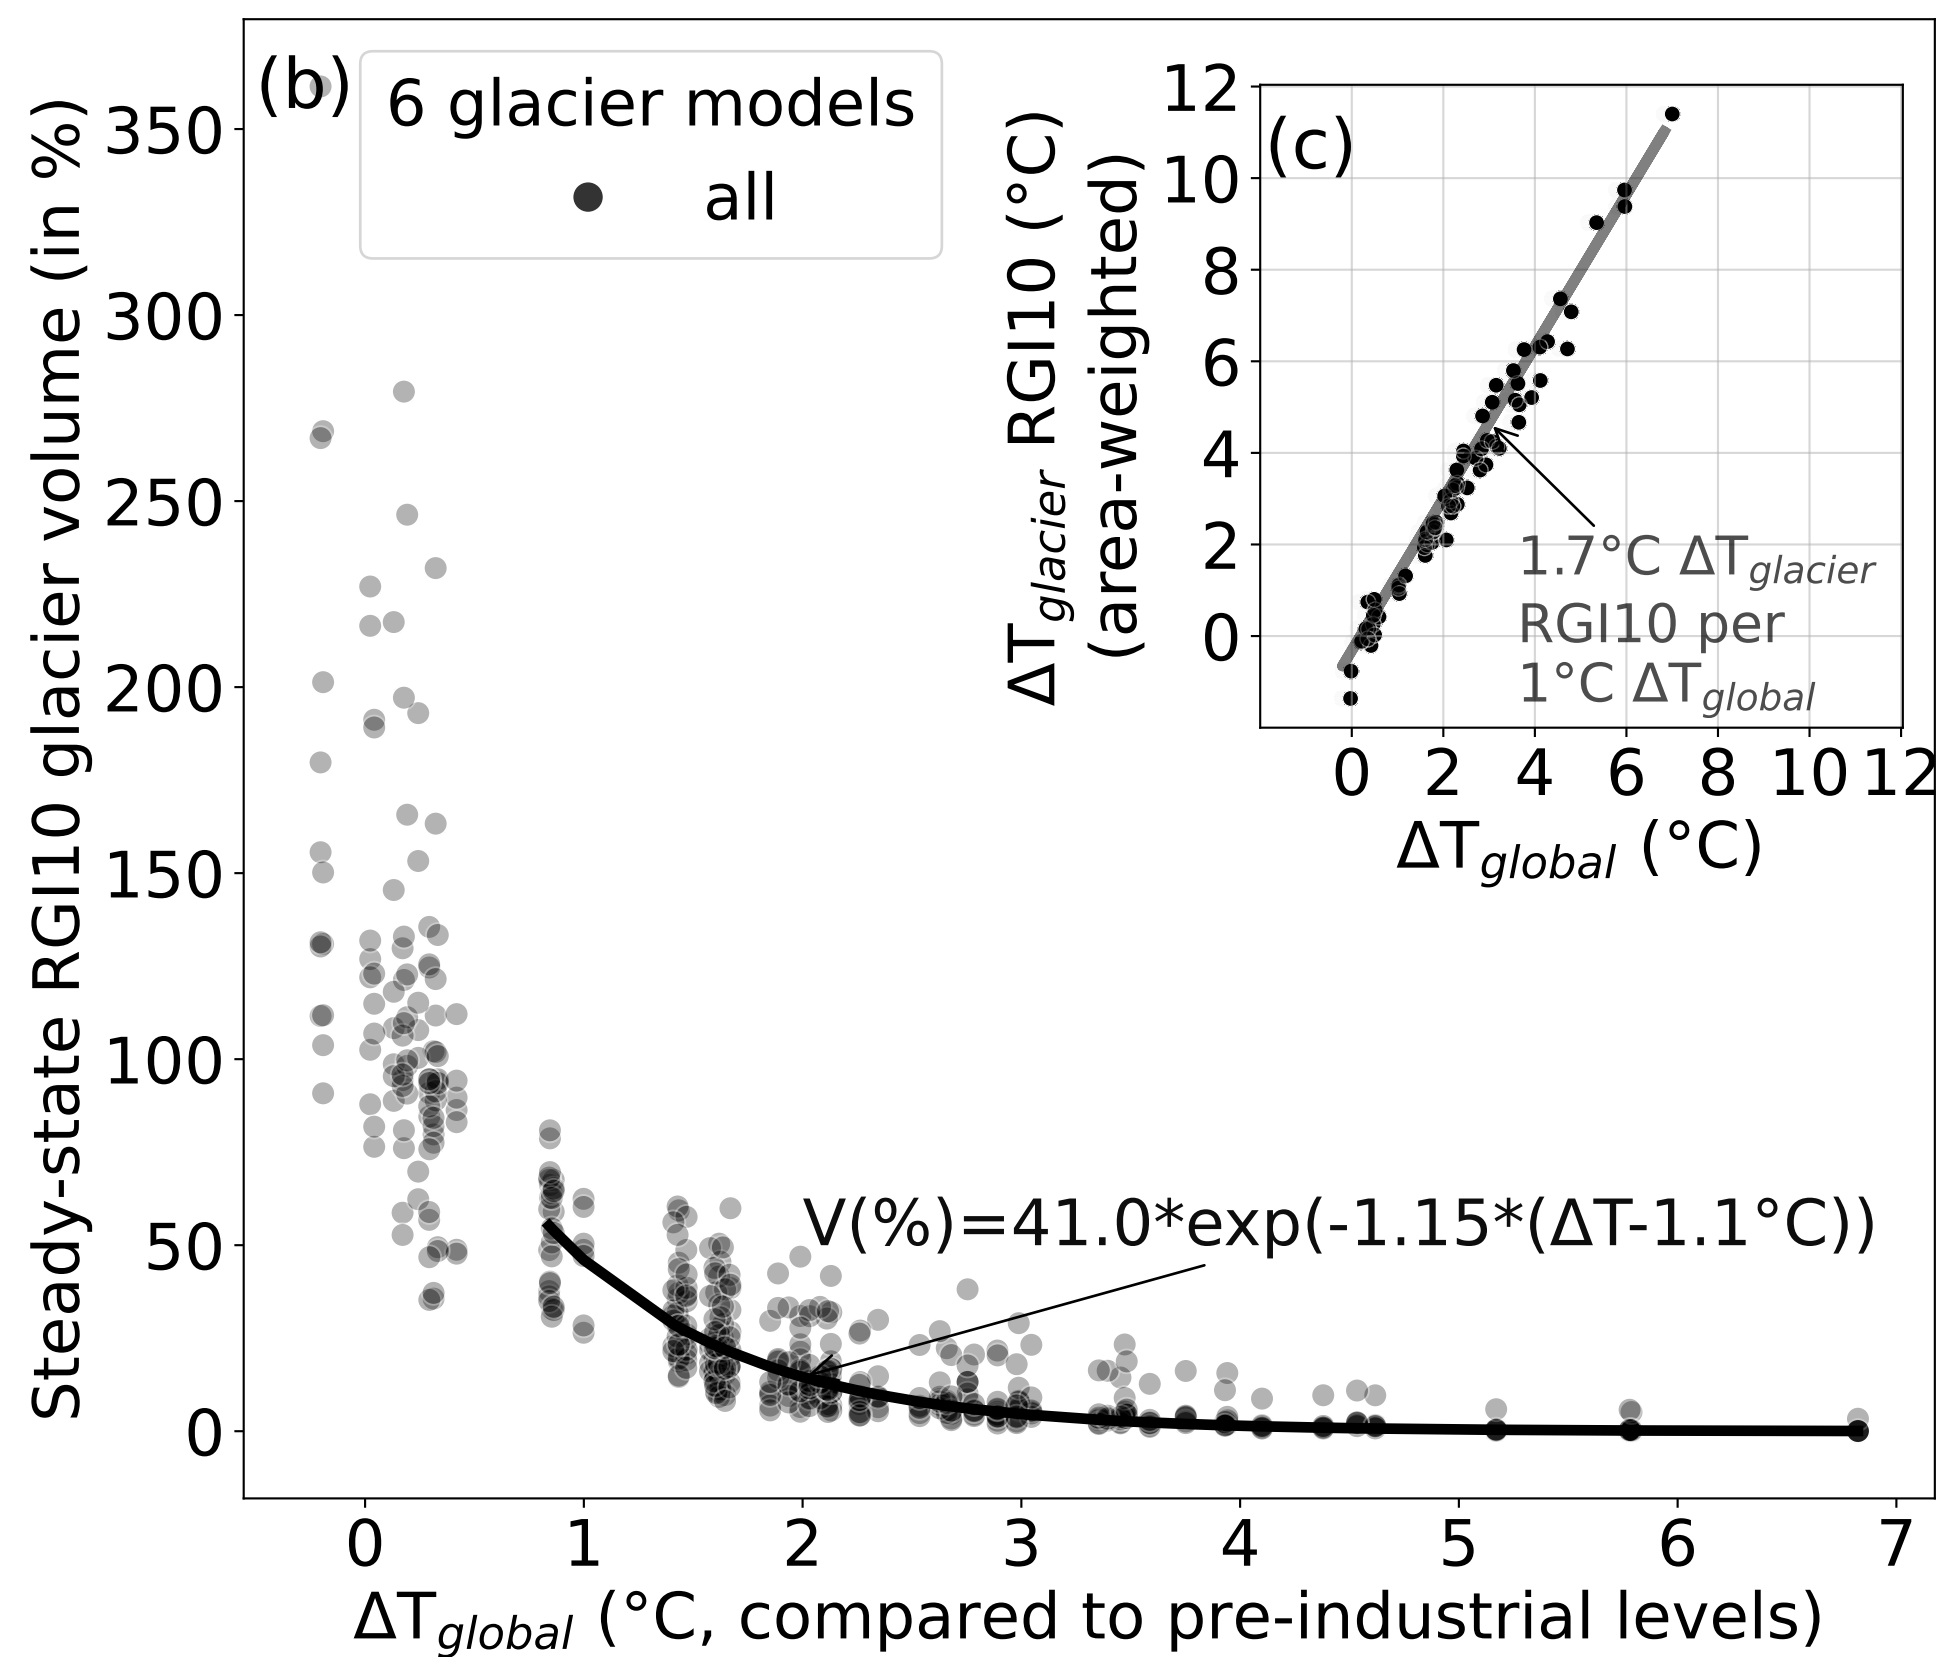 (b)
6 glacier models
all
Steady-state RGI10 glacier volume (in %)
350
300
250
200
150
100
50
0
0 1 2 3 4 5 6 7
ΔTglobal (°C, compared to pre-industrial levels)
V(%)=41.0*exp(-1.15*(ΔT-1.1°C))
(c)
ΔTglacier RGI10 (°C)
(area-weighted)
12
10
8
6
4
2
0
0 2 4 6 8 10 12
ΔTglobal (°C)
1.7°C ΔTglacier
RGI10 per
1°C ΔTglobal